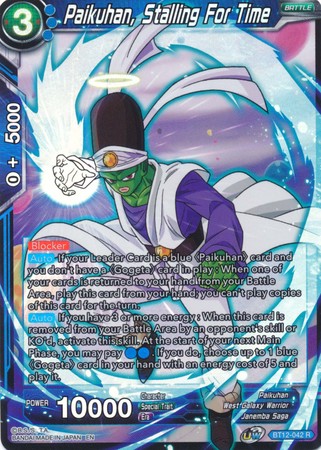 3
Paikuhan, Stalling For Time
BATTLE
0 + 5000
Blocker
Auto If your Leader Card is a blue 《Paikuhan》 card and
you don't have a 《Gogeta》 card in play : When one of
your cards is returned to your hand from your Battle
Area, play this card from your hand, you can't play copies
of this card for the turn.
Auto If you have 3 or more energy: When this card is
removed from your Battle Area by an opponent's skill or
KO'd, activate this skill. At the start of your next Main
Phase, you may pay : If you do, choose up to 1 blue
《Gogeta》 card in your hand with an energy cost of 5 and
play it.
POWER 10000
Character
Special Trait
Era
Paikuhan
West Galaxy Warrior
Janemba Saga
©B.S./S., T.A.
BANDAI MADE IN JAPAN EN
UW
BT12-042 R